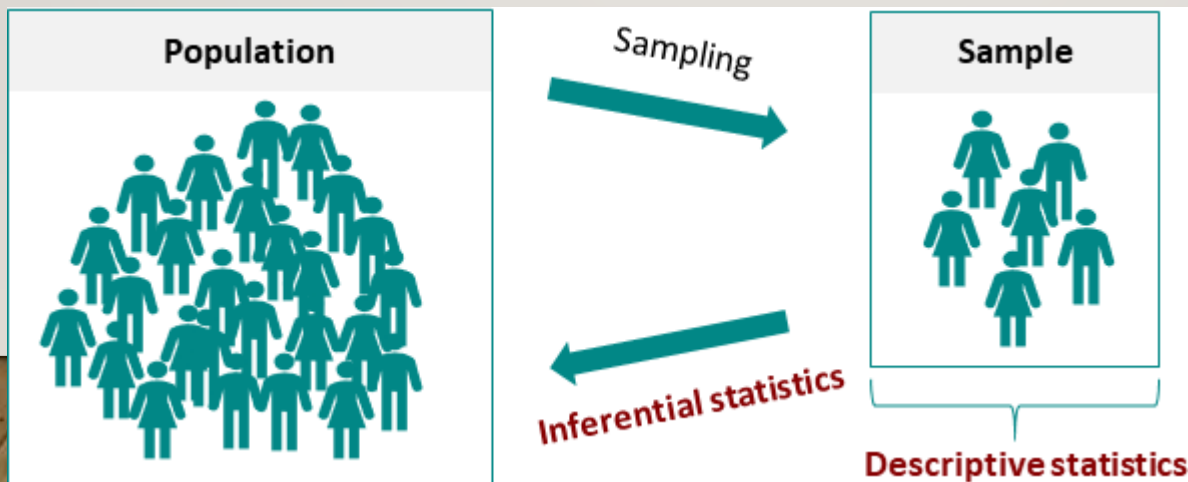 Population
Sampling
Sample
Inferential statistics
Descriptive statistics